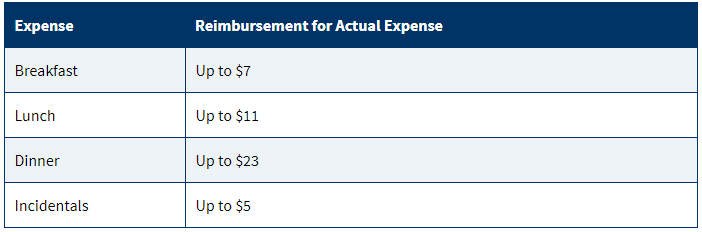 Expense Reimbursement for Actual Expense
Breakfast Up to $7
Lunch Up to $11
Dinner Up to $23
Incidentals Up to $5